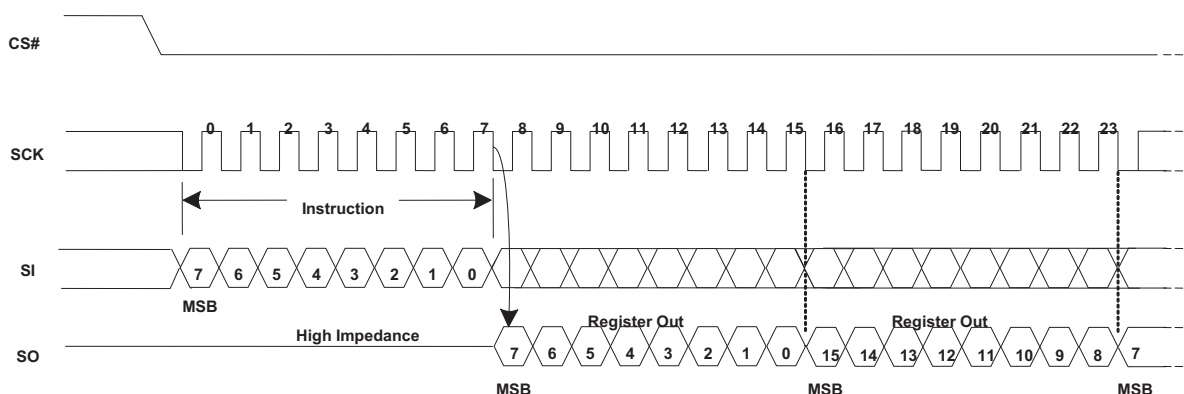 CS#
0 1 2 3 4 5 6 7 8 9 10 11 12 13 14 15 16 17 18 19 20 21 22 23
SCK
Instruction
SI
7 6 5 4 3 2 1 0
MSB
High Impedance
Register Out
Register Out
SO
7 6 5 4 3 2 1 0 15 14 13 12 11 10 9 8 7
MSB
MSB
MSB